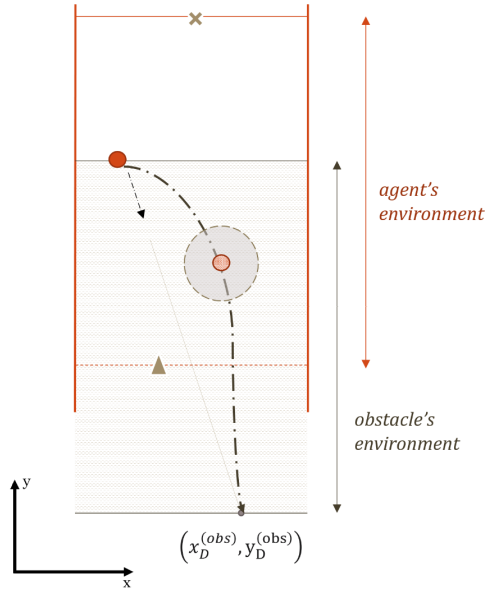 agent's
environment
obstacle's
environment
y
(x_D^(obs), y_D^(obs))
x